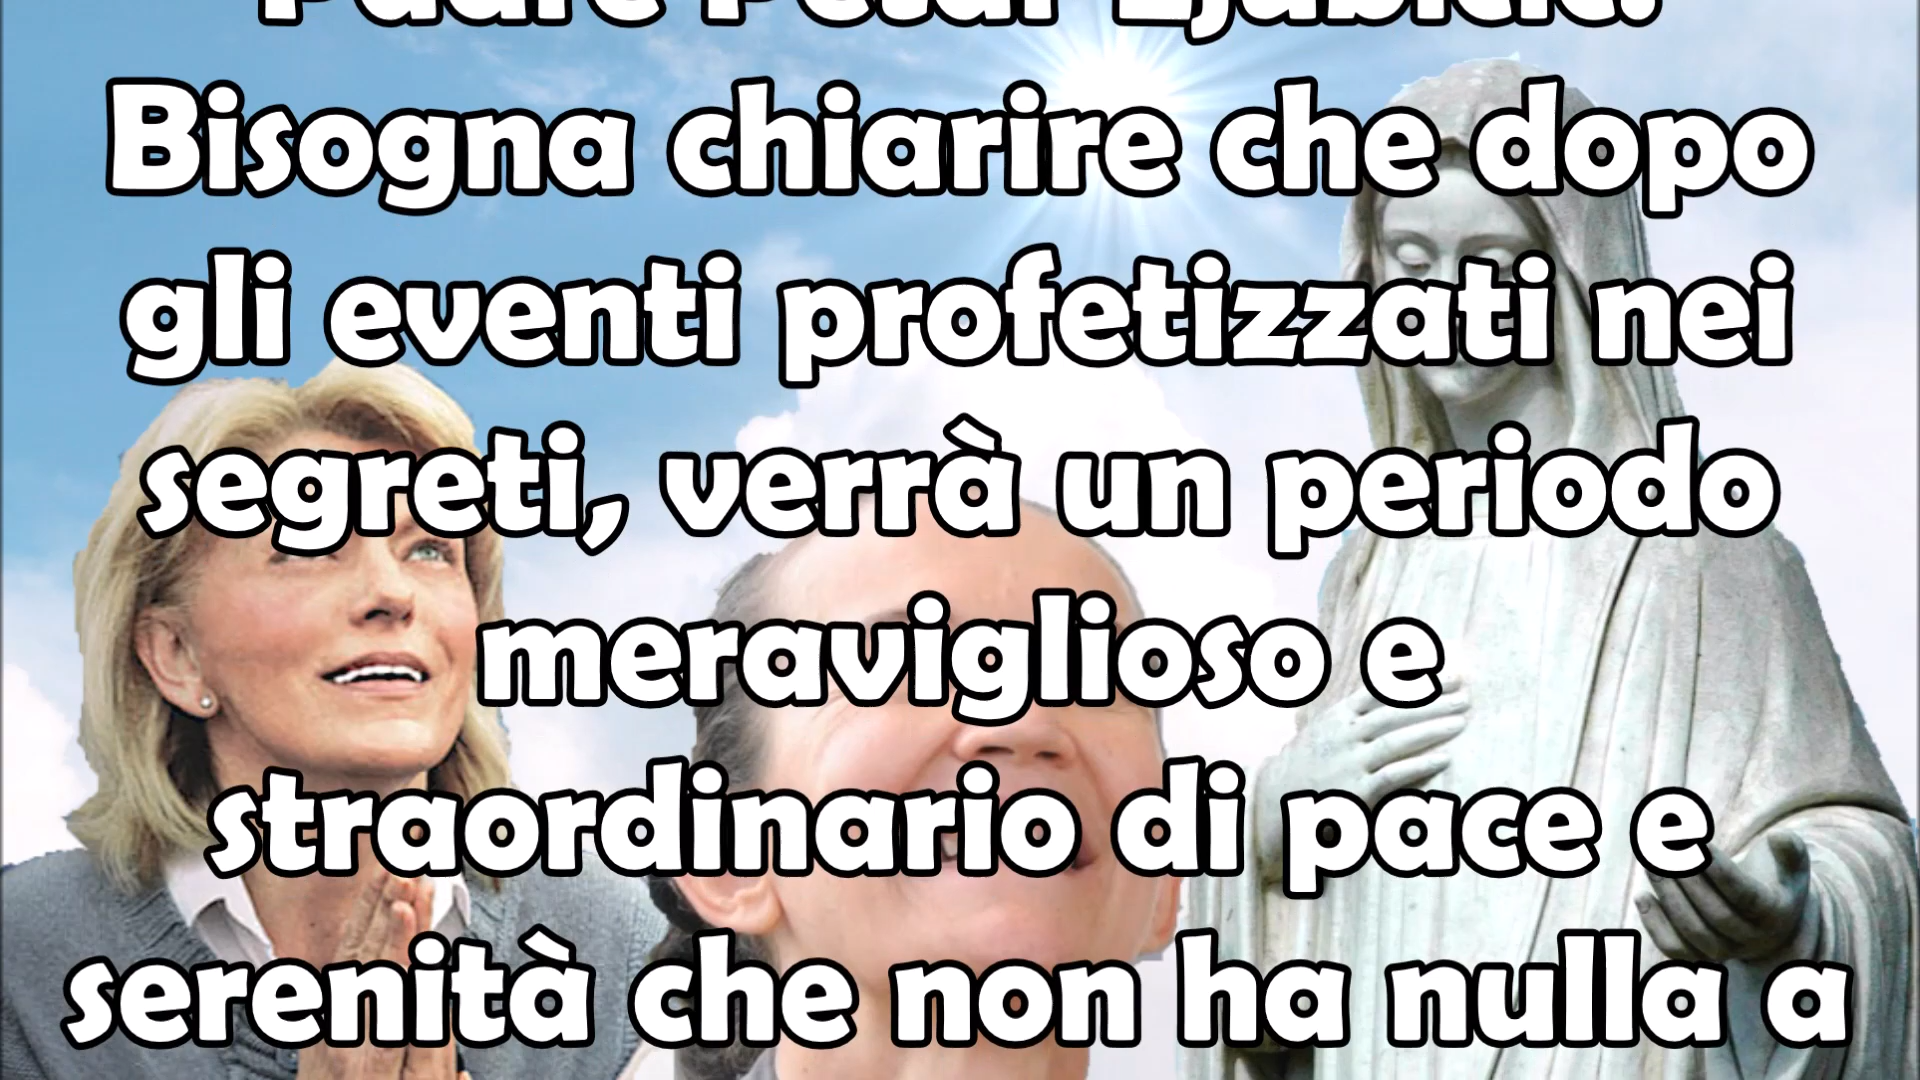 Padre Petar Ljubicic:
Bisogna chiarire che dopo
gli eventi profetizzati nei
segreti, verrà un periodo
meraviglioso e
straordinario di pace e
serenità che non ha nulla a